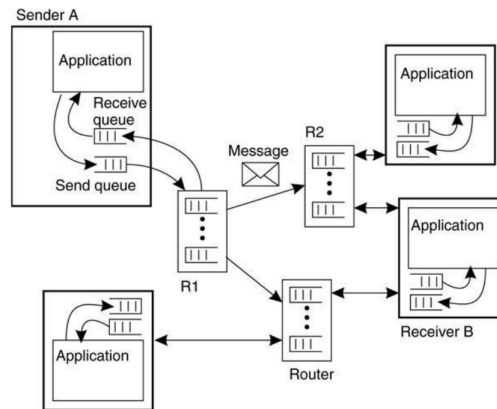 Sender A
Application
Receive
queue
Send queue
R1
Message
R2
Application
Application
Receiver B
Application
Router